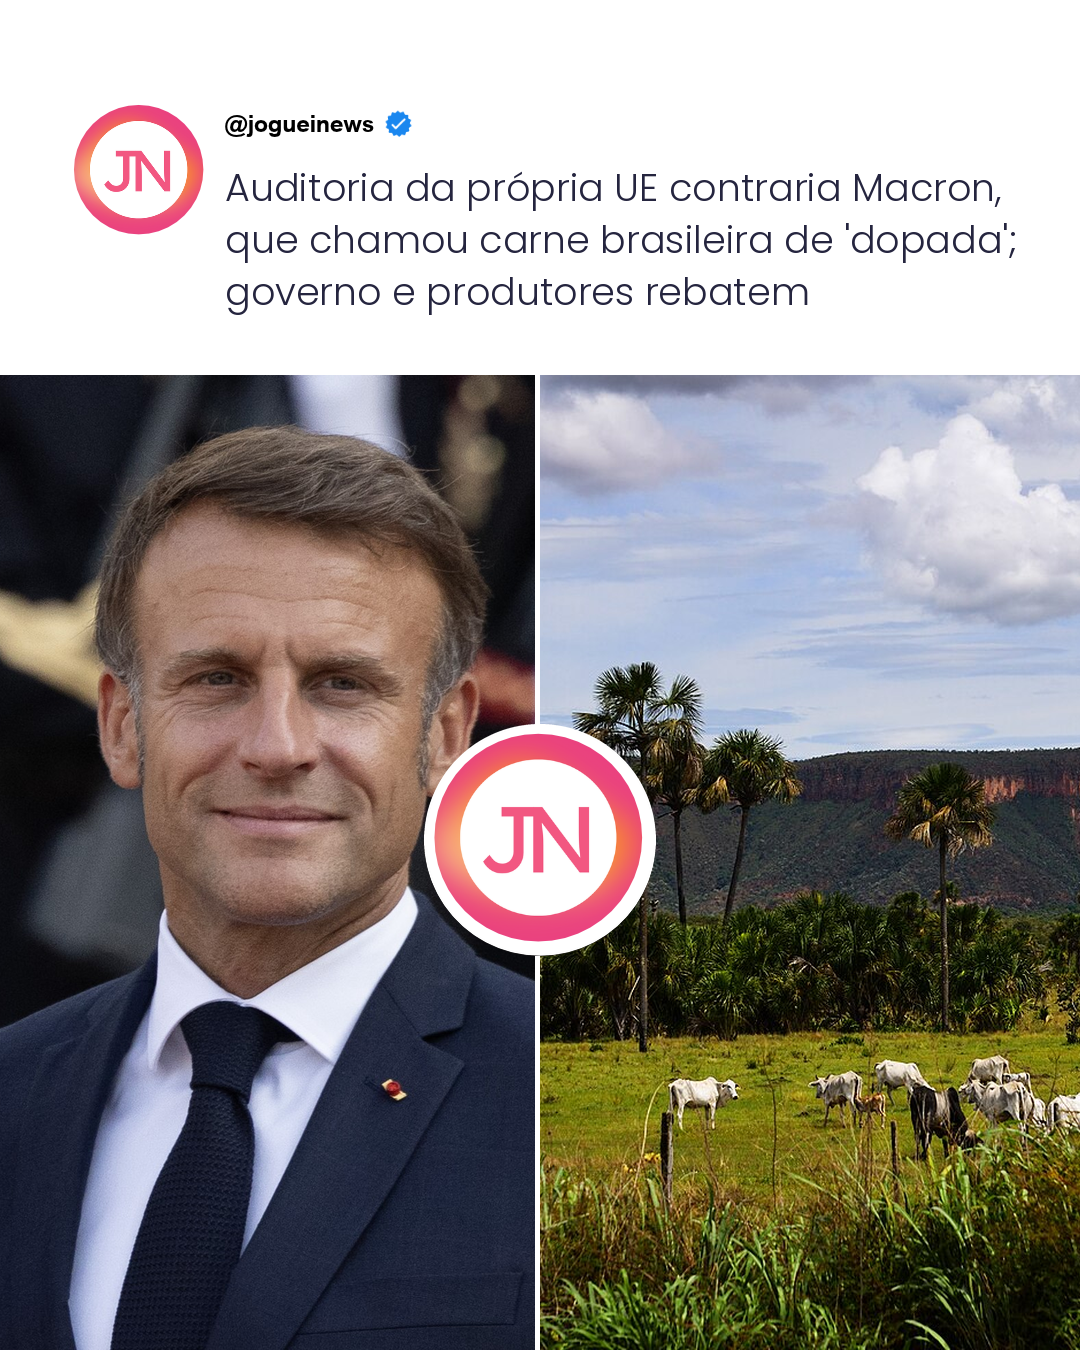 JN
@jogueinews
Auditoria da própria UE contraria Macron,
que chamou carne brasileira de 'dopada';
governo e produtores rebatem
JN